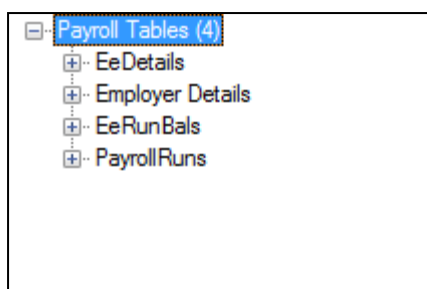 Payroll Tables (4)
EeDetails
Employer Details
EeRunBals
PayrollRuns